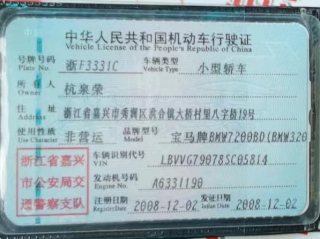 中华人民共和国机动车行驶证
Vehicle License of the People's Republic of China
号牌号码 浙F3331C 车辆类型 小型轿车
Plate No. Vehicle Type
所有人 杭泉荣
Owner
住址 浙江省嘉兴市秀洲区洪合镇大桥村里八字桥19号
Address
使用性质 非营运 品牌型号 宝马牌BMW7200BD(BMW320
Use Character Model
浙江省嘉兴市公安局交通警察支队
车辆识别代号 LBVVG79078SC05814
VIN
发动机号码 A633I190
Engine No.
注册日期 2008-12-02 发证日期 2008-12-02
Register Date Issue Date